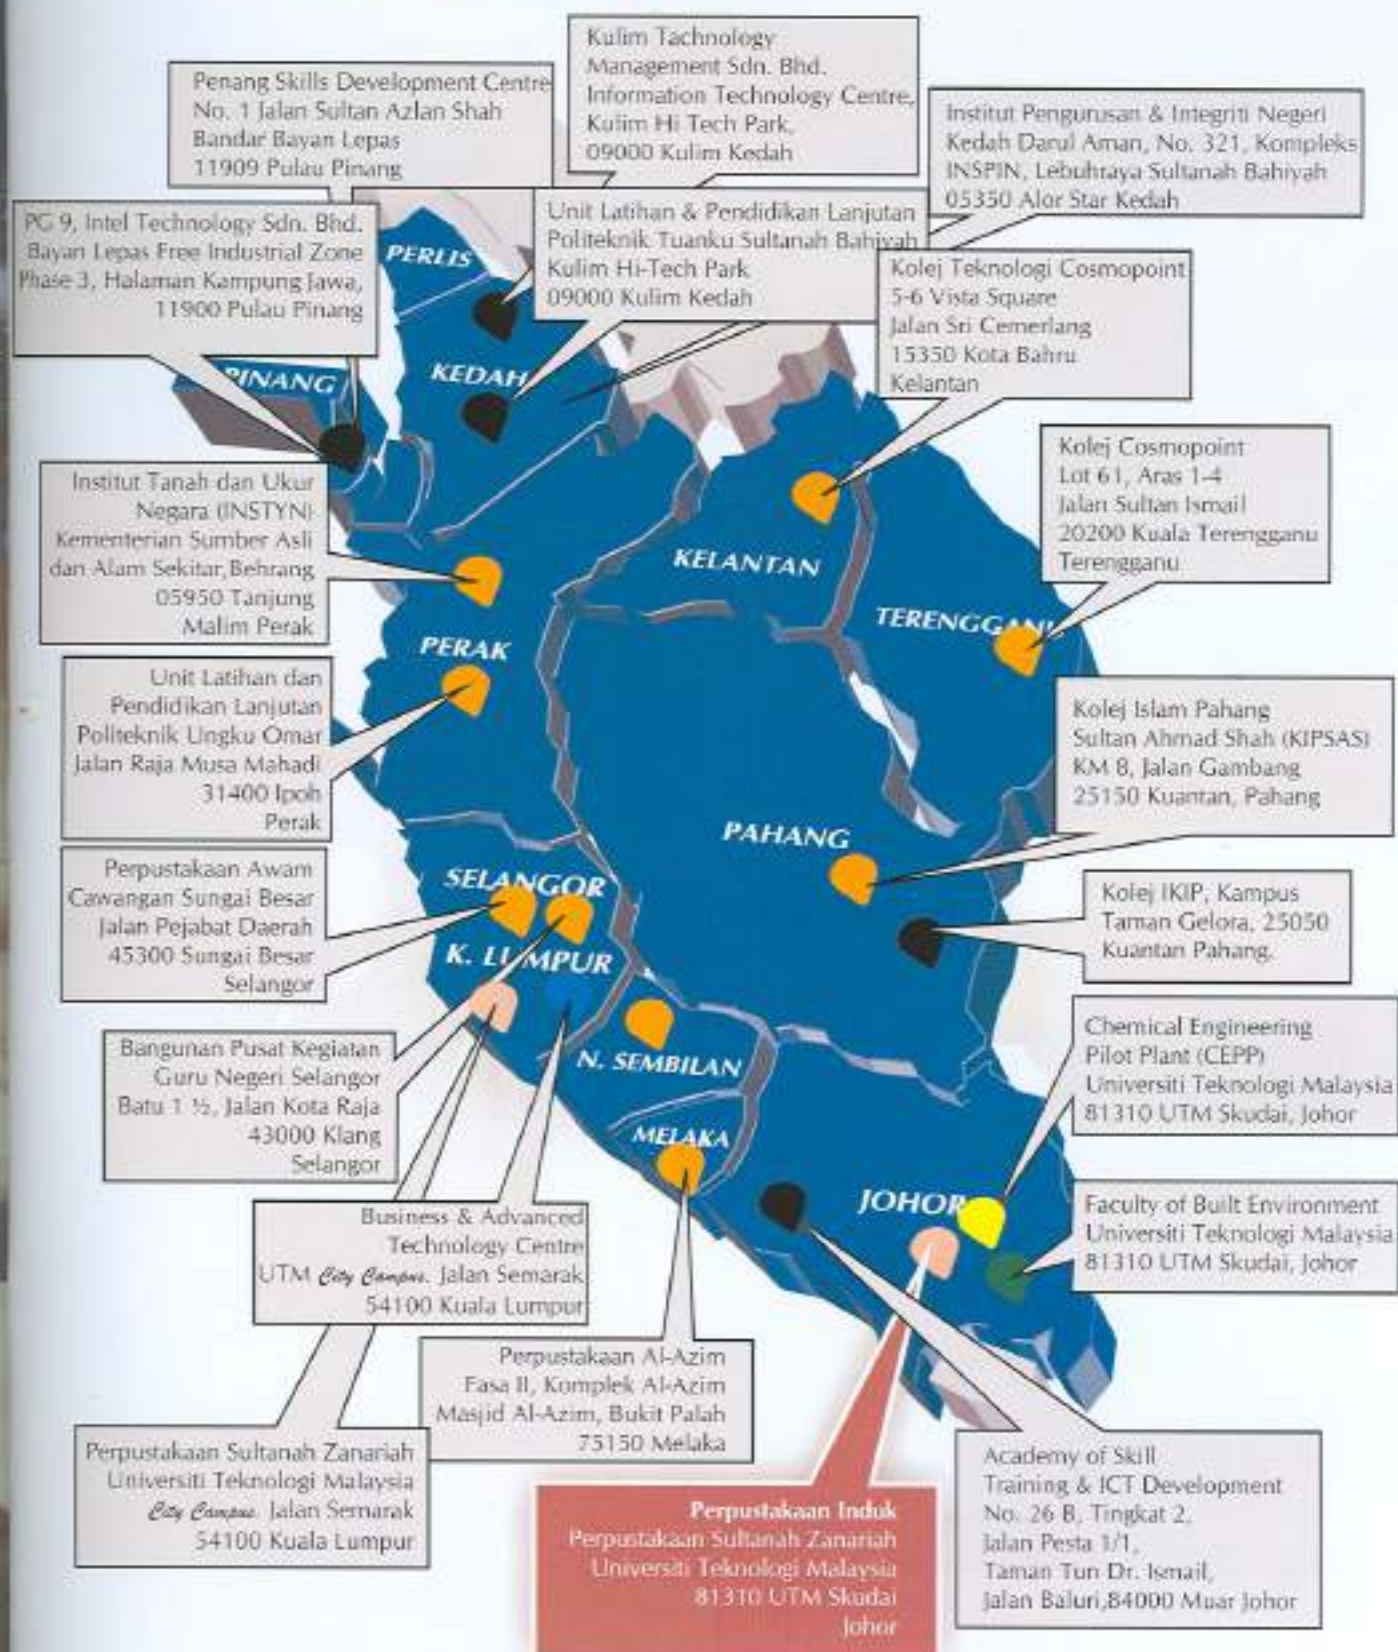 Kulim Tachnology
Management Sdn. Bhd.
Information Technology Centre,
Kulim Hi Tech Park,
09000 Kulim Kedah
Penang Skills Development Centre
No. 1 Jalan Sultan Azlan Shah
Bandar Bayan Lepas
11909 Pulau Pinang
Institut Pengurusan & Integriti Negeri
Kedah Darul Aman, No. 321, Kompleks
INSPIN, Lebuhraya Sultanah Bahiyah
05350 Alor Star Kedah
PG 9, Intel Technology Sdn. Bhd.
Bayan Lepas Free Industrial Zone
Phase 3, Halaman Kampung Jawa,
11900 Pulau Pinang
Unit Latihan & Pendidikan Lanjutan
Politeknik Tuanku Sultanah Bahiyah
Kulim Hi-Tech Park
09000 Kulim Kedah
Kolej Teknologi Cosmopoint
5-6 Vista Square
Jalan Sri Cemerlang
15350 Kota Bahru
Kelantan
PERLIS
KEDAH
PINANG
Kolej Cosmopoint
Lot 61, Aras 1-4
Jalan Sultan Ismail
20200 Kuala Terengganu
Terengganu
Institut Tanah dan Ukur
Negara (INSTYN)
Kementerian Sumber Asli
dan Alam Sekitar, Behrang
05950 Tanjung
Malim Perak
KELANTAN
TERENGGANU
PERAK
Unit Latihan dan
Pendidikan Lanjutan
Politeknik Ungku Omar
Jalan Raja Musa Mahadi
31400 Ipoh
Perak
Kolej Islam Pahang
Sultan Ahmad Shah (KIPSAS)
KM 8, Jalan Gambang
25150 Kuantan, Pahang
PAHANG
Perpustakaan Awam
Cawangan Sungai Besar
Jalan Pejabat Daerah
45300 Sungai Besar
Selangor
SELANGOR
K. LUMPUR
Kolej IKIP, Kampus
Taman Gelora, 25050
Kuantan Pahang.
Bangunan Pusat Kegiatan
Guru Negeri Selangor
Batu 1 ½, Jalan Kota Raja
43000 Klang
Selangor
N. SEMBILAN
Chemical Engineering
Pilot Plant (CEPP)
Universiti Teknologi Malaysia
81310 UTM Skudai, Johor
MELAKA
JOHOR
Faculty of Built Environment
Universiti Teknologi Malaysia
81310 UTM Skudai, Johor
Business & Advanced
Technology Centre
UTM City Campus. Jalan Semarak
54100 Kuala Lumpur
Perpustakaan Al-Azim
Fasa II, Komplek Al-Azim
Masjid Al-Azim, Bukit Palah
75150 Melaka
Perpustakaan Sultanah Zanariah
Universiti Teknologi Malaysia
City Campus. Jalan Semarak
54100 Kuala Lumpur
Perpustakaan Induk
Perpustakaan Sultanah Zanariah
Universiti Teknologi Malaysia
81310 UTM Skudai
Johor
Academy of Skill
Training & ICT Development
No. 26 B, Tingkat 2,
Jalan Pesta 1/1,
Taman Tun Dr. Ismail,
Jalan Baluri,84000 Muar Johor